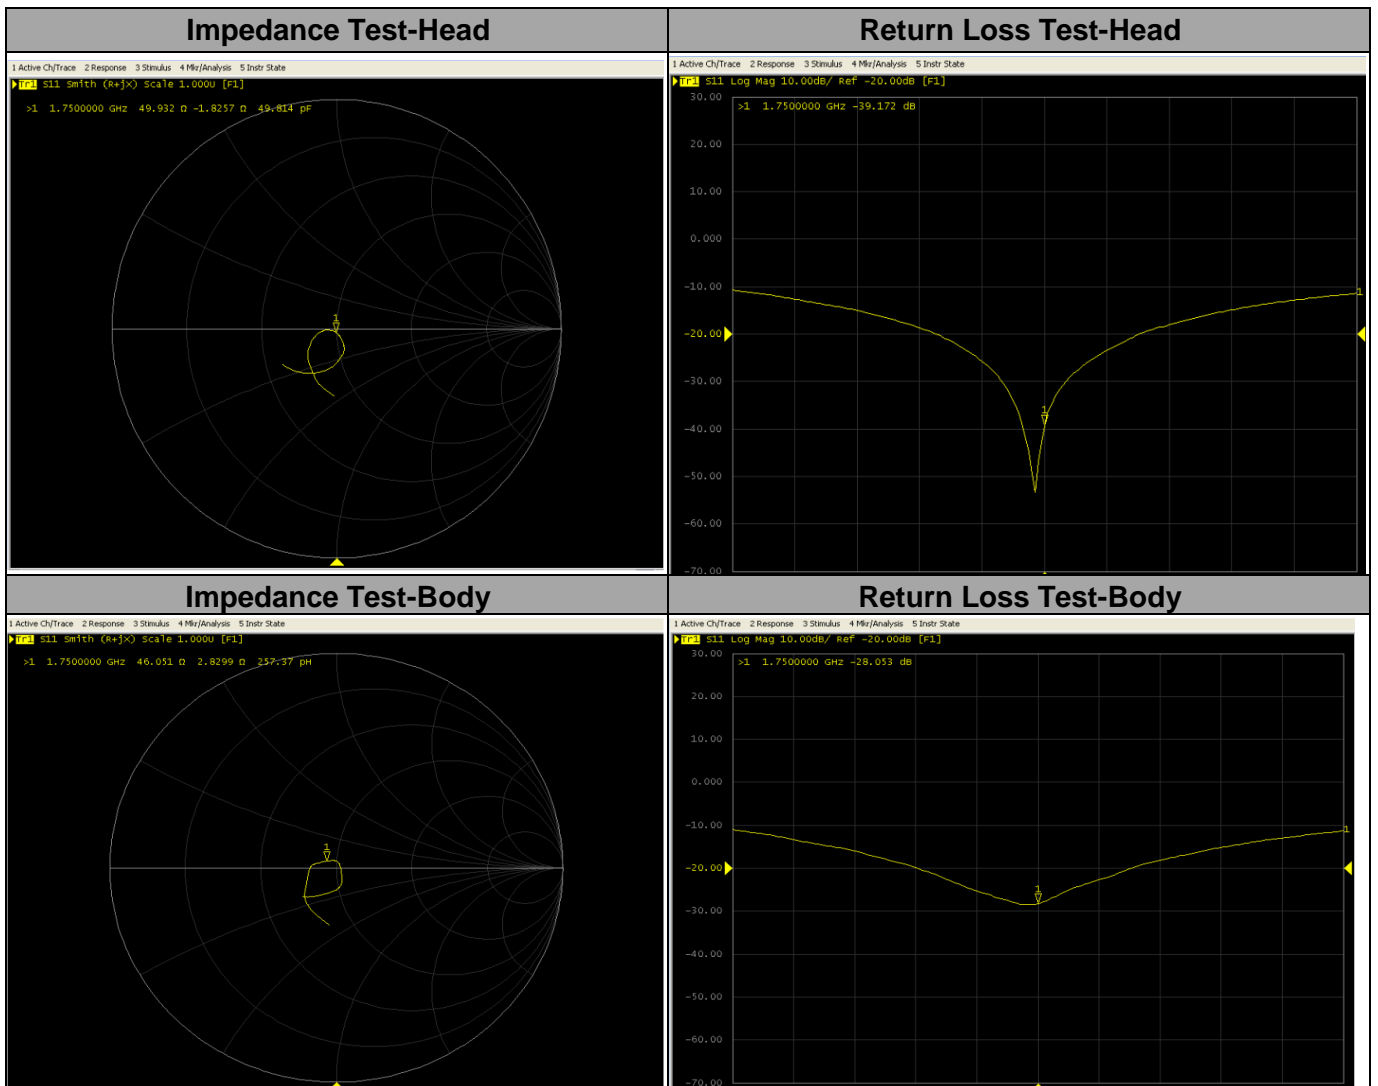 Impedance Test-Head
Return Loss Test-Head
1 Active Ch/Trace 2 Response 3 Stimulus 4 Mkr/Analysis 5 Instr State
Tr1 S11 Smith (R+jX) Scale 1.000U [F1]
>1 1.7500000 GHz 49.932 Ω -1.8257 Ω 49.814 pF
1
1 Active Ch/Trace 2 Response 3 Stimulus 4 Mkr/Analysis 5 Instr State
Tr1 S11 Log Mag 10.00dB/ Ref -20.00dB [F1]
30.00
>1 1.7500000 GHz -39.172 dB
20.00
10.00
0.000
-10.00
1
-20.00
-30.00
1
-40.00
-50.00
-60.00
-70.00
Impedance Test-Body
Return Loss Test-Body
1 Active Ch/Trace 2 Response 3 Stimulus 4 Mkr/Analysis 5 Instr State
Tr1 S11 Smith (R+jX) Scale 1.000U [F1]
>1 1.7500000 GHz 46.051 Ω 2.8299 Ω 257.37 pH
1
1 Active Ch/Trace 2 Response 3 Stimulus 4 Mkr/Analysis 5 Instr State
Tr1 S11 Log Mag 10.00dB/ Ref -20.00dB [F1]
30.00
>1 1.7500000 GHz -28.053 dB
20.00
10.00
0.000
-10.00
1
-20.00
1
-30.00
-40.00
-50.00
-60.00
-70.00